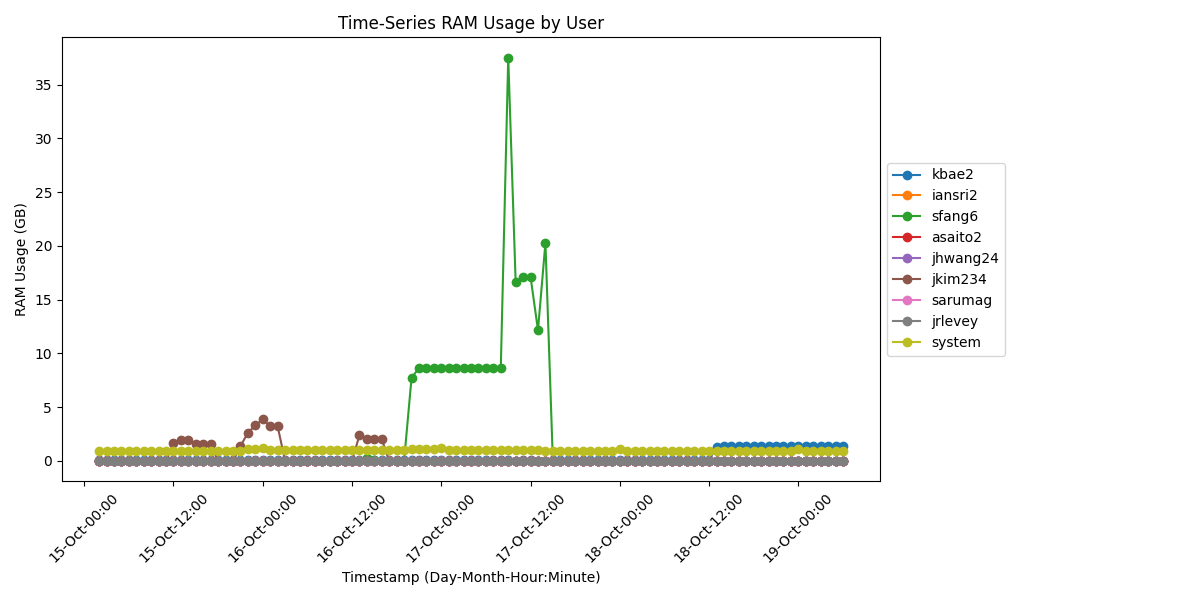 Time-Series RAM Usage by User
RAM Usage (GB)
35
30
25
20
15
10
5
0
15-Oct-00:00
15-Oct-12:00
16-Oct-00:00
16-Oct-12:00
17-Oct-00:00
17-Oct-12:00
18-Oct-00:00
18-Oct-12:00
19-Oct-00:00
Timestamp (Day-Month-Hour:Minute)
kbae2
iansri2
sfang6
asaito2
jhwang24
jkim234
sarumag
jrlevey
system